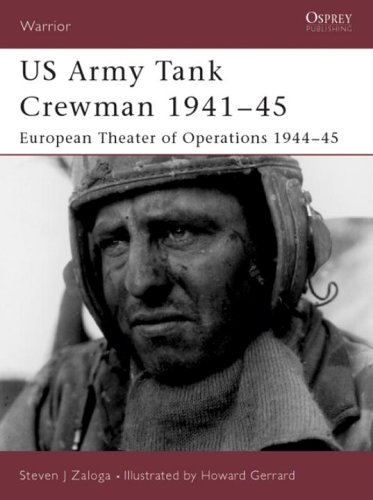 Warrior
OSPREY
PUBLISHING
US Army Tank
Crewman 1941–45
European Theater of Operations 1944–45
Steven J Zaloga • Illustrated by Howard Gerrard